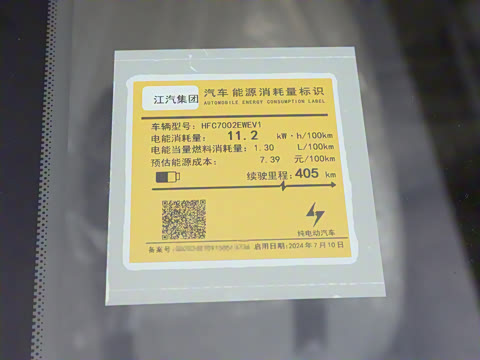 江汽集团 汽车能源消耗量标识
AUTOMOBILE ENERGY CONSUMPTION LABEL
车辆型号: HFC7002EWEV1
电能消耗量: 11.2 kW·h/100km
电能当量燃料消耗量: 1.30 L/100km
预估能源成本: 7.39 元/100km
续驶里程: 405 km
纯电动汽车
备案号: 启用日期: 2024年7月10日